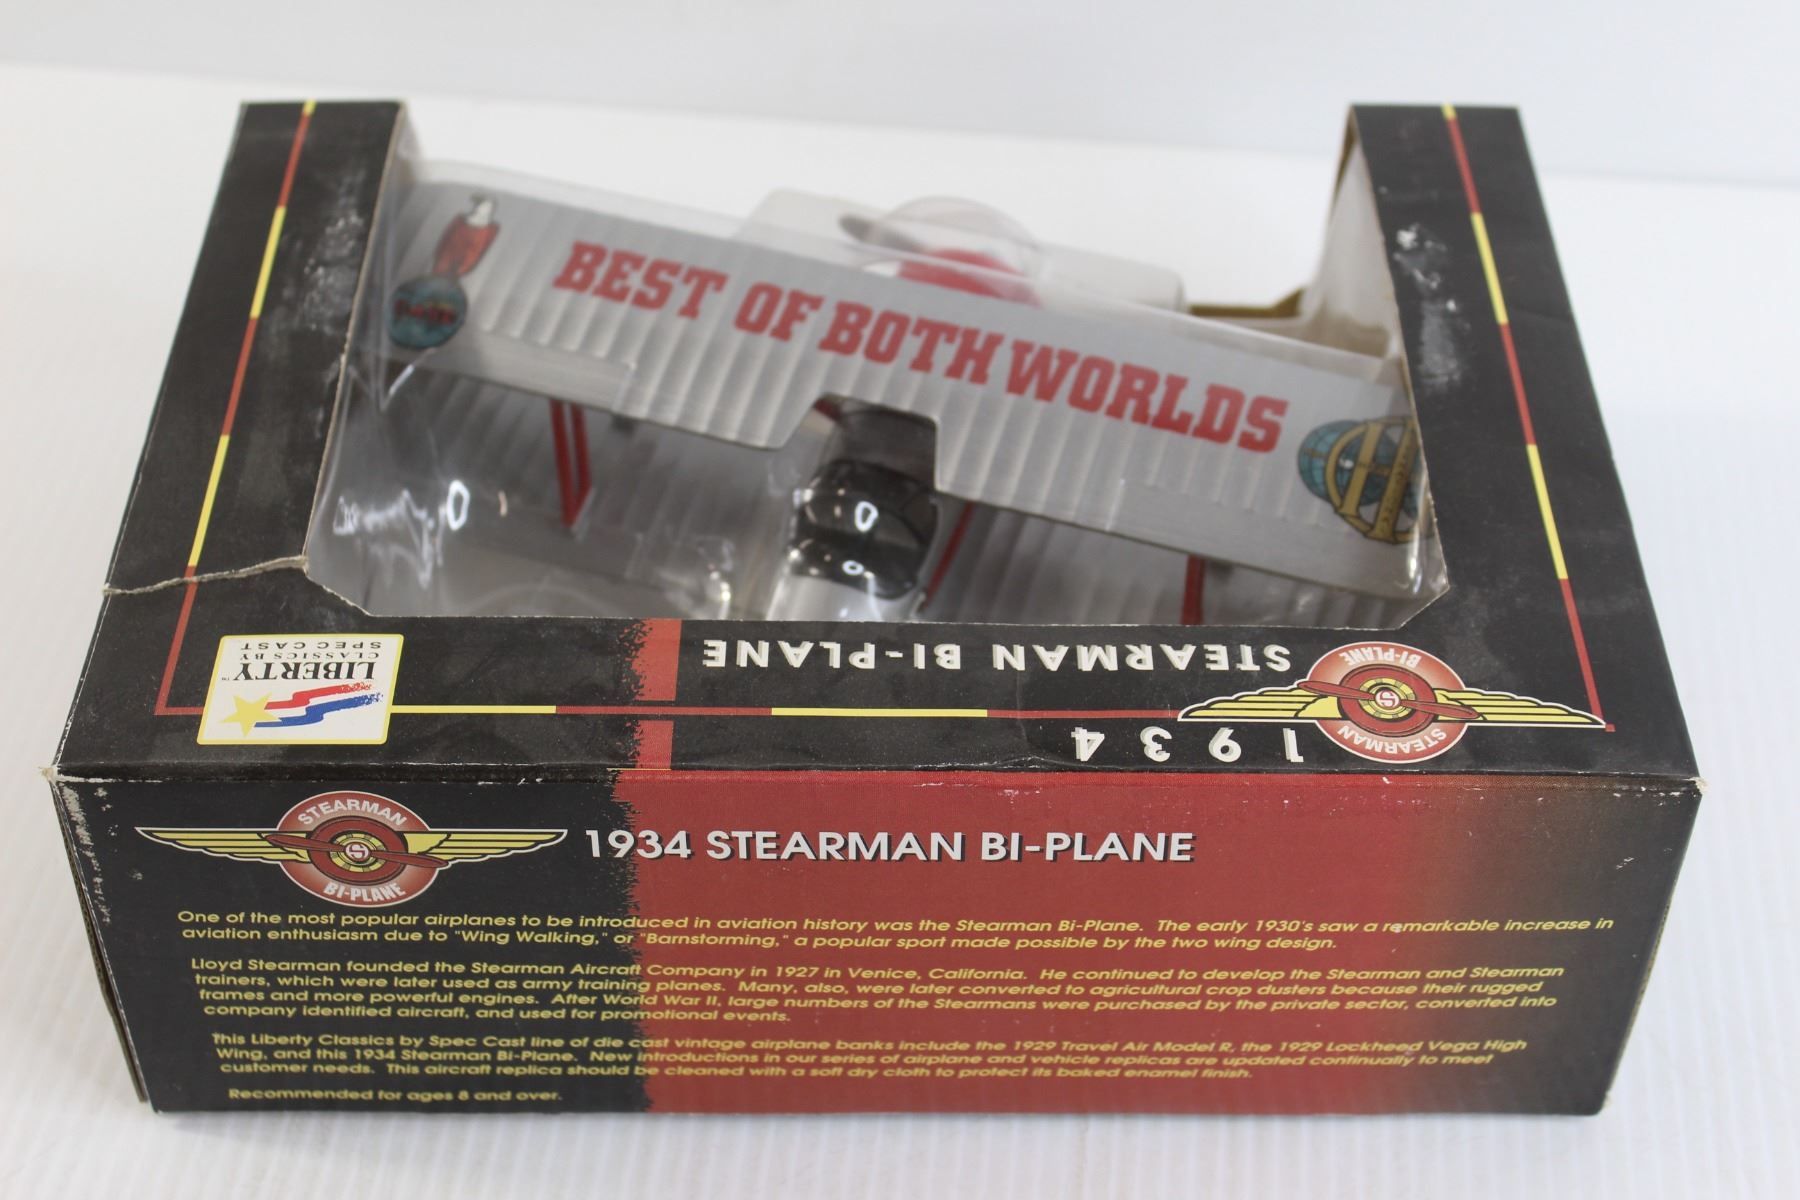 BEST OF BOTH WORLDS
STEARMAN BI-PLANE
1934
STEARMAN
BI-PLANE
LIBERTY™
CLASSICS BY
SPEC CAST™
STEARMAN
BI-PLANE
1934 STEARMAN BI-PLANE
One of the most popular airplanes to be introduced in aviation history was the Stearman Bi-Plane. The early 1930's saw a remarkable increase in
aviation enthusiasm due to "Wing Walking," or "Barnstorming," a popular sport made possible by the two wing design.
Lloyd Stearman founded the Stearman Aircraft Company in 1927 in Venice, California. He continued to develop the Stearman and Stearman
trainers, which were later used as army training planes. Many, also, were later converted to agricultural crop dusters because their rugged
frames and more powerful engines. After World War II, large numbers of the Stearmans were purchased by the private sector, converted into
company identified aircraft, and used for promotional events.
This Liberty Classics by Spec Cast line of die cast vintage airplane banks include the 1929 Travel Air Model R, the 1929 Lockheed Vega High
Wing, and this 1934 Stearman Bi-Plane. New introductions in our series of airplane and vehicle replicas are updated continually to meet
customer needs. This aircraft replica should be cleaned with a soft dry cloth to protect its baked enamel finish.
Recommended for ages 8 and over.